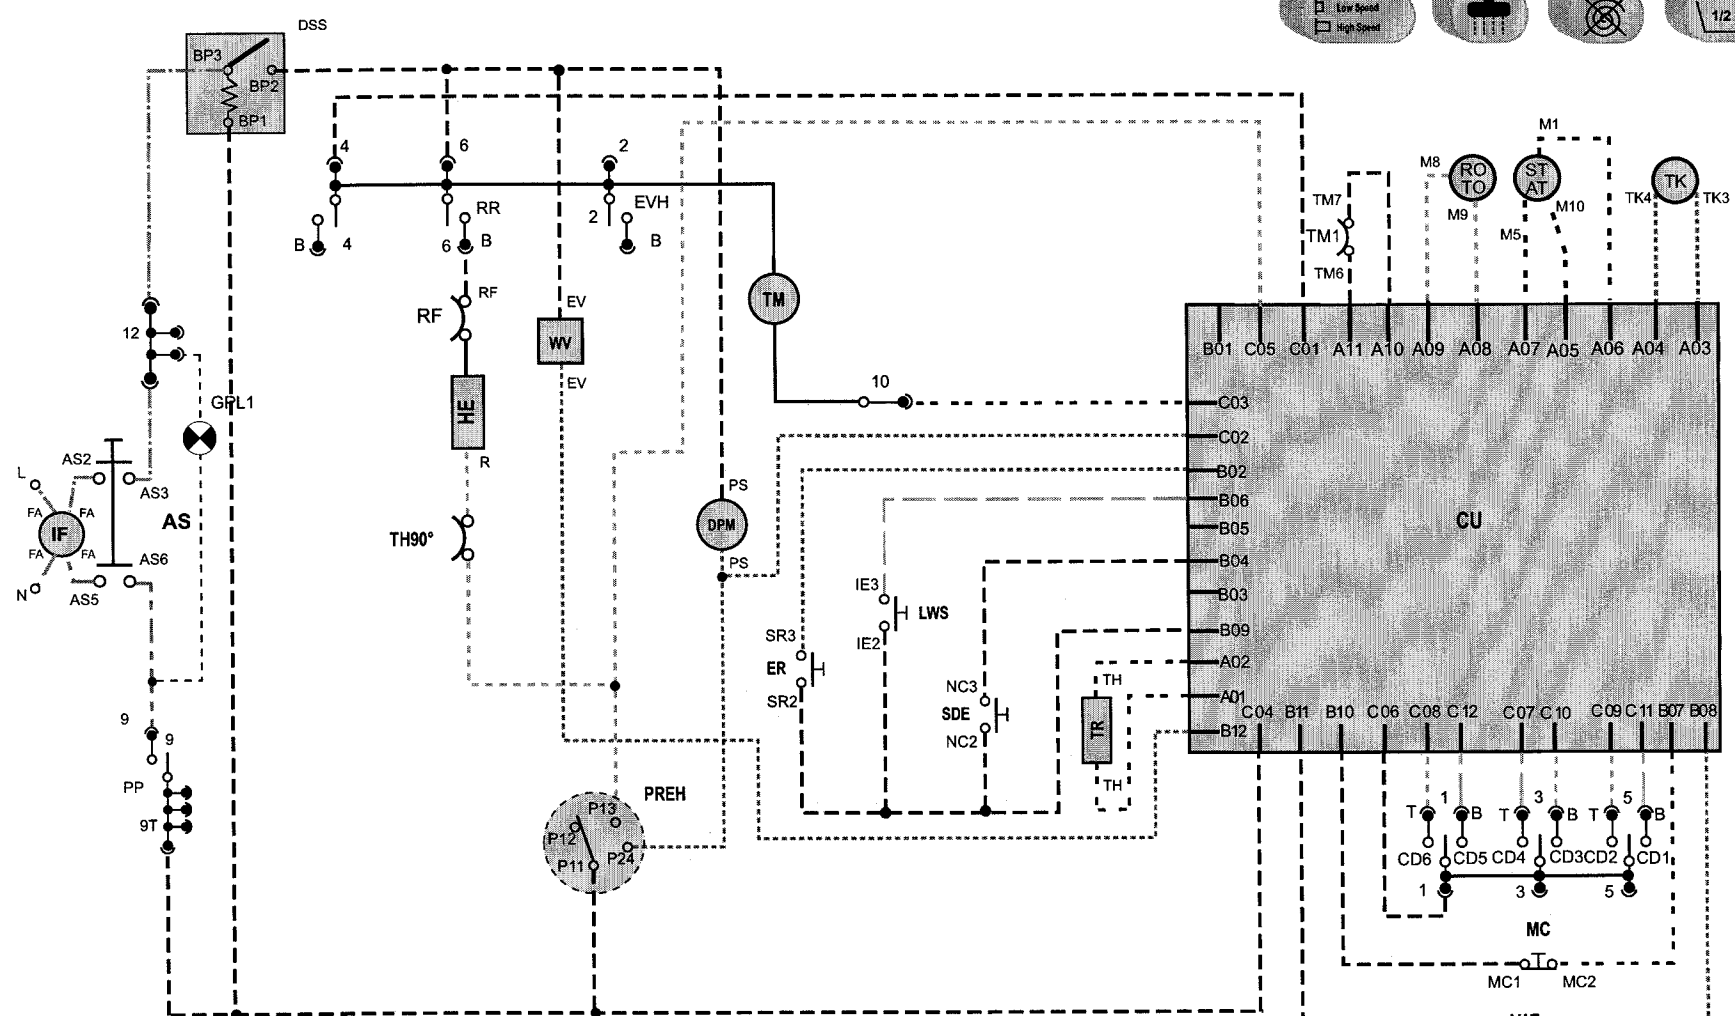 Low Speed
High Speed
1/2
DSS
BP3
BP2
BP1
4
6
2
RR
EVH
2
B
4
6
B
B
M1
M8
RO
TO
ST
AT
TK
TM7
M9
M10
TK4
TK3
TM1
M5
TM6
12
RF
RF
EV
WV
EV
TM
B01
C05
C01
A11
A10
A09
A08
A07
A05
A06
A04
A03
10
C03
GPL1
HE
C02
AS2
R
B02
L
AS3
PS
B06
FA
FA
IF
AS
TH90°
DPM
B05
CU
FA
FA
AS6
PS
B04
N
AS5
IE3
LWS
B03
SR3
IE2
B09
ER
A02
SR2
NC3
TH
A01
SDE
TR
NC2
C04
B11
B10
C06
C08
C12
C07
C10
C09
C11
B07
B08
B12
9
9
TH
PP
PREH
9T
P13
P12
P11
P24
T
1
B
T
3
B
T
5
B
CD6
CD5
CD4
CD3
CD2
CD1
1
3
5
MC
MC1
MC2